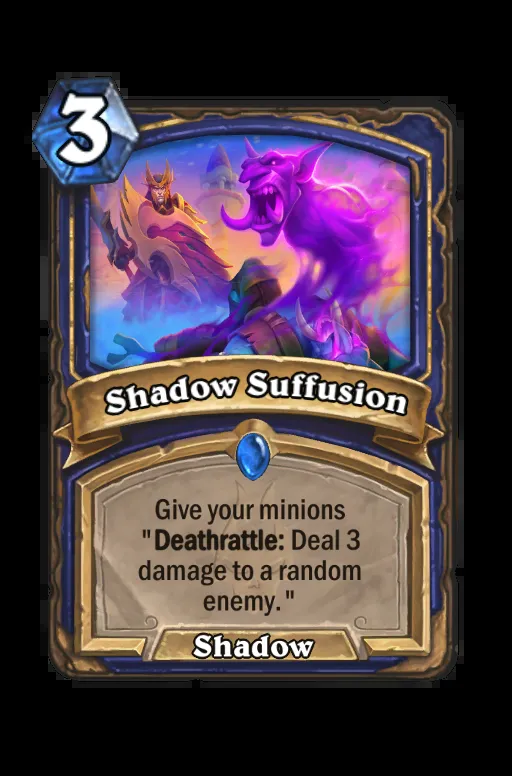 3
Shadow Suffusion
Give your minions
"Deathrattle: Deal 3
damage to a random
enemy."
Shadow